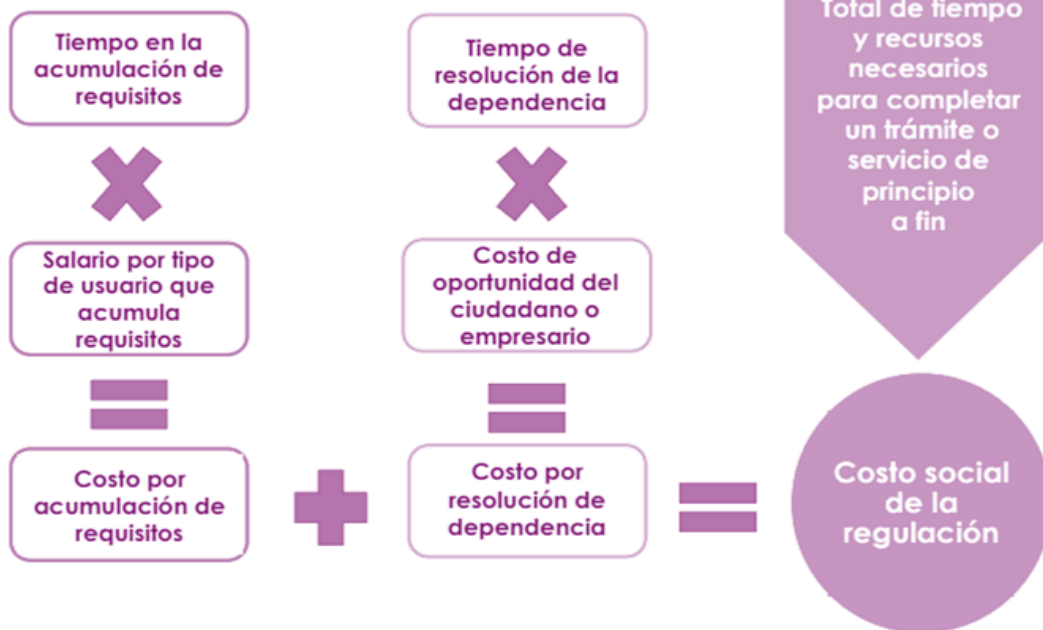 Tiempo en la
acumulación de
requisitos
Tiempo de
resolución de la
dependencia
Total de tiempo
y recursos
necesarios
para completar
un trámite o
servicio de
principio
a fin
Salario por tipo
de usuario que
acumula
requisitos
Costo de
oportunidad del
ciudadano o
empresario
Costo por
acumulación de
requisitos
Costo por
resolución de
dependencia
Costo social
de la
regulación